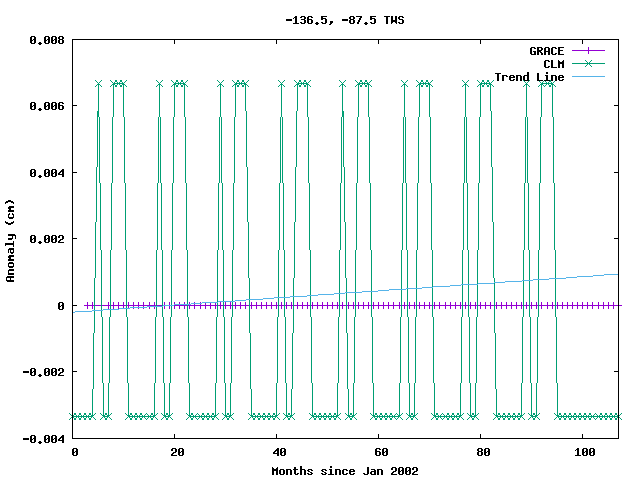 -136.5, -87.5 TWS
GRACE
CLM
Trend Line
Anomaly (cm)
0.008
0.006
0.004
0.002
0
-0.002
-0.004
0 20 40 60 80 100
Months since Jan 2002